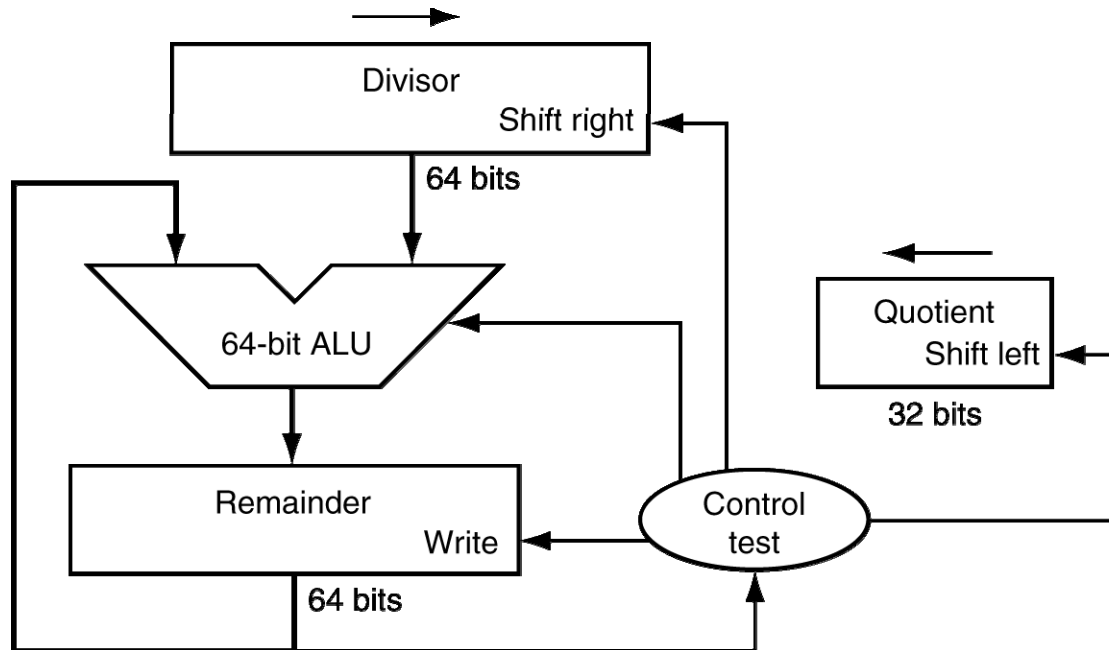 Divisor
Shift right
64 bits
64-bit ALU
Quotient
Shift left
32 bits
Remainder
Write
64 bits
Control
test